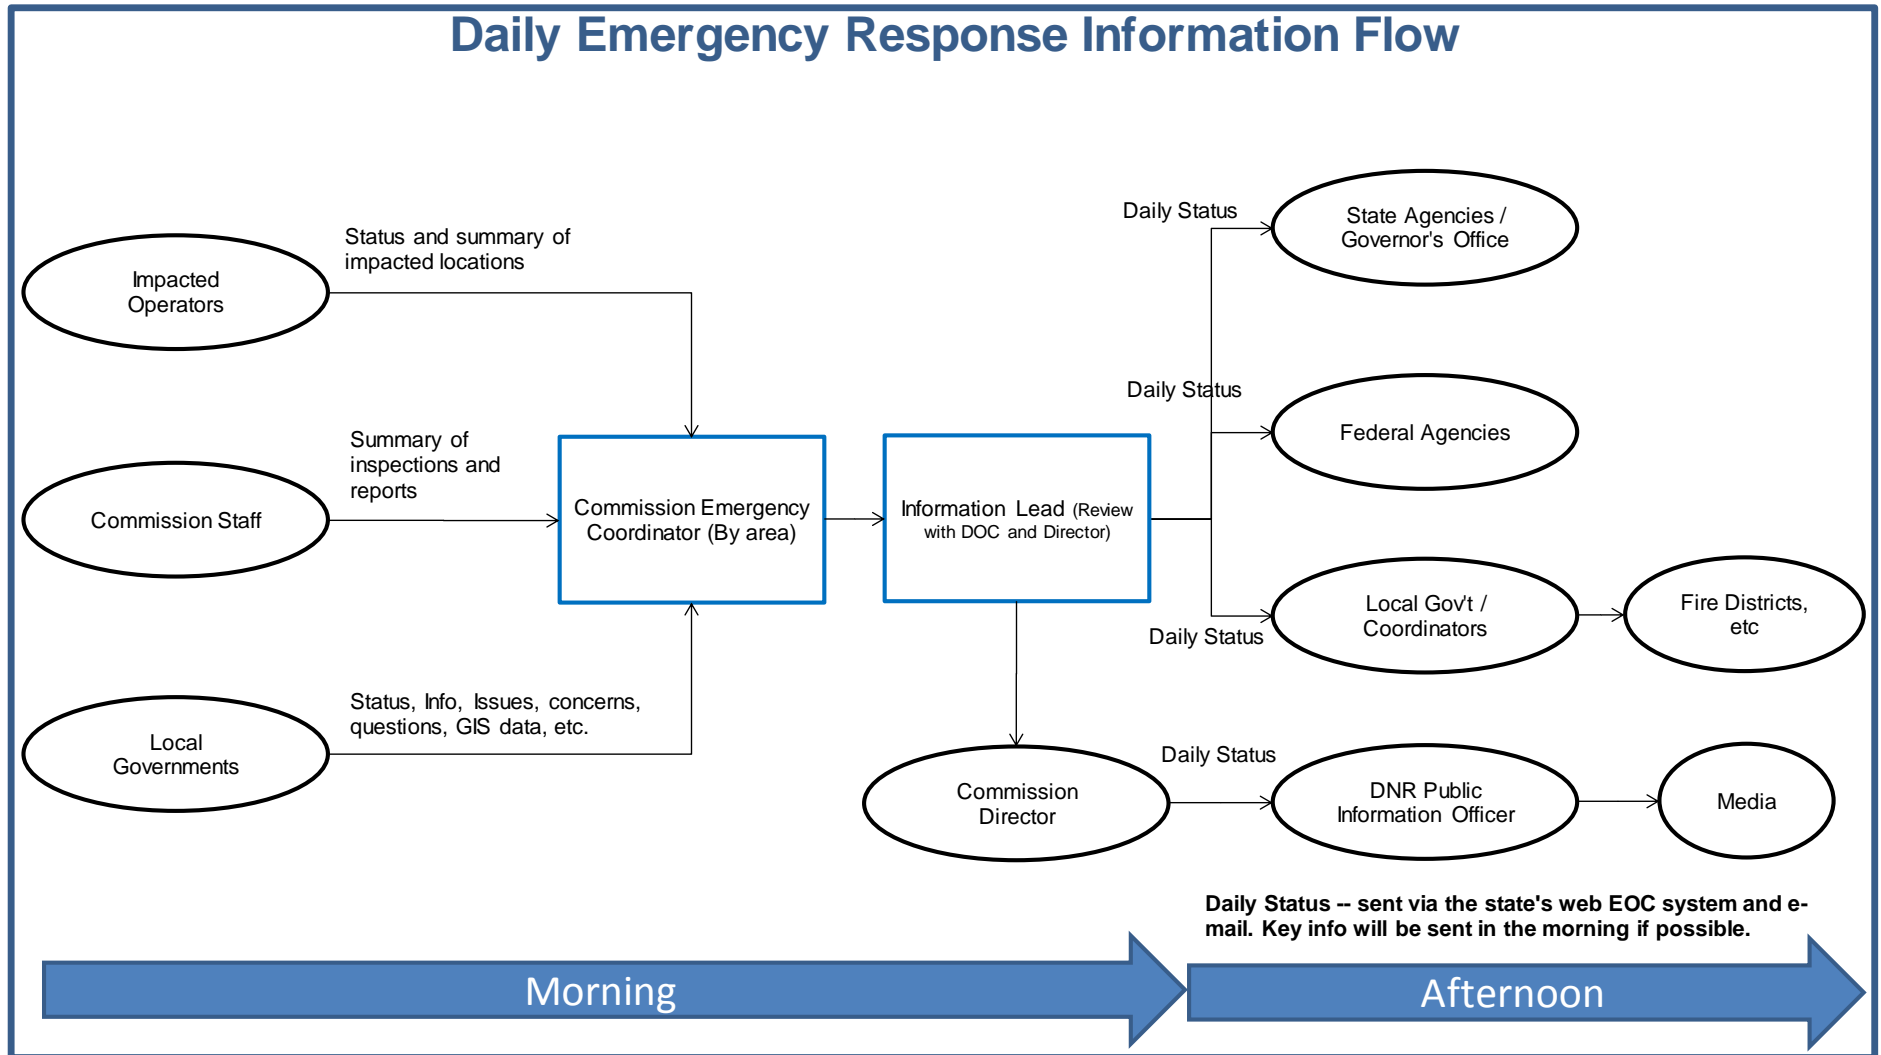 Daily Emergency Response Information Flow
Daily Status
State Agencies /
Governor's Office
Status and summary of
impacted locations
Impacted
Operators
Daily Status
Federal Agencies
Summary of
inspections and
reports
Commission Staff
Commission Emergency
Coordinator (By area)
Information Lead (Review
with DOC and Director)
Local Gov't /
Coordinators
Daily Status
Fire Districts,
etc
Status, Info, Issues, concerns,
questions, GIS data, etc.
Local
Governments
Commission
Director
Daily Status
DNR Public
Information Officer
Media
Daily Status -- sent via the state's web EOC system and e-
mail. Key info will be sent in the morning if possible.
Morning
Afternoon